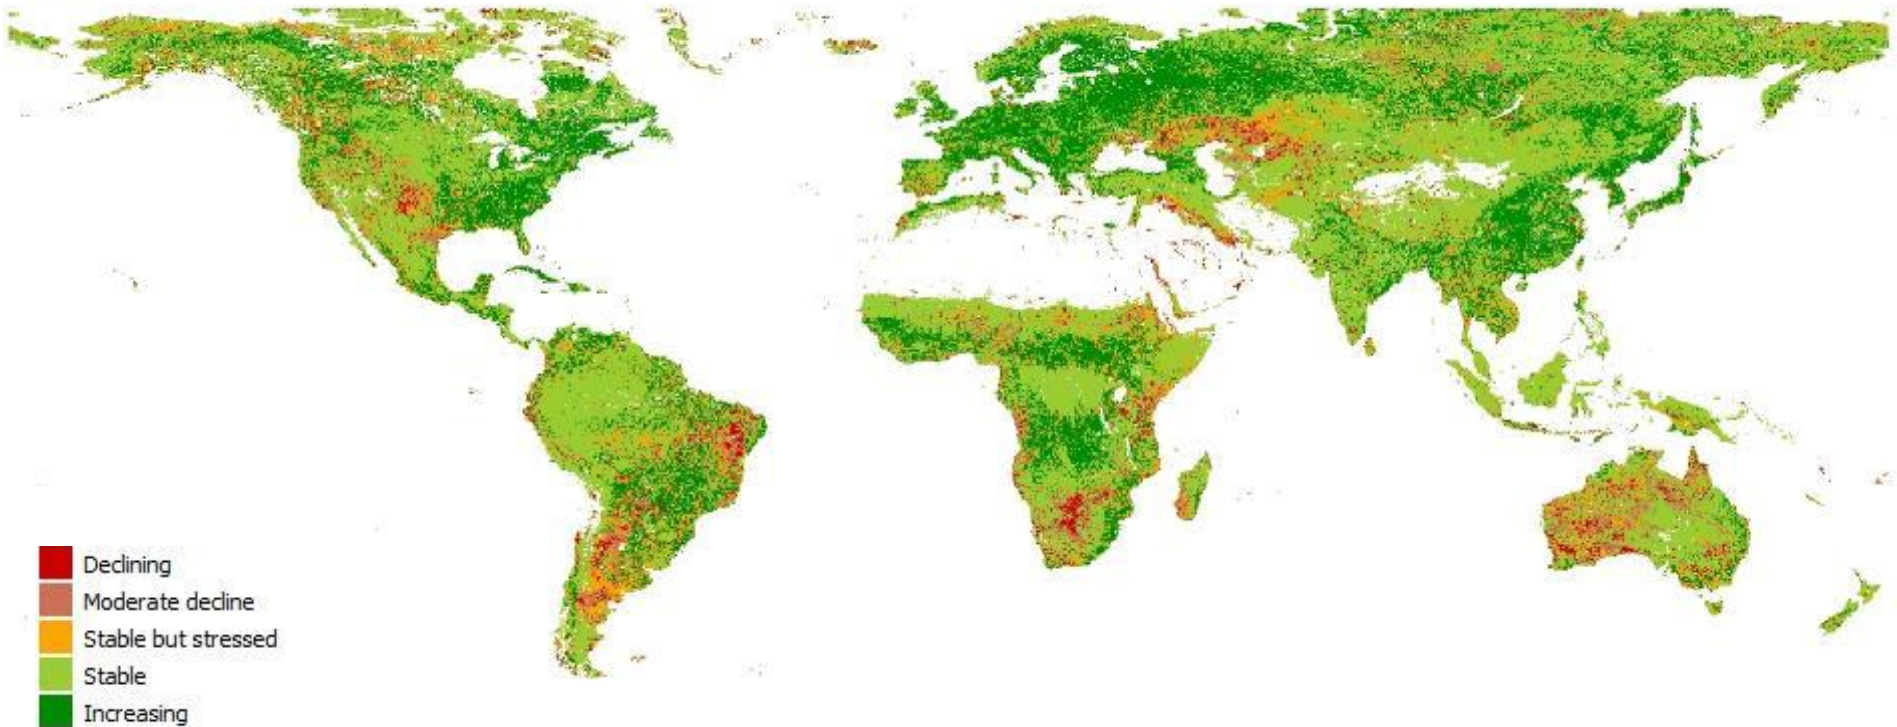 Declining
Moderate decline
Stable but stressed
Stable
Increasing